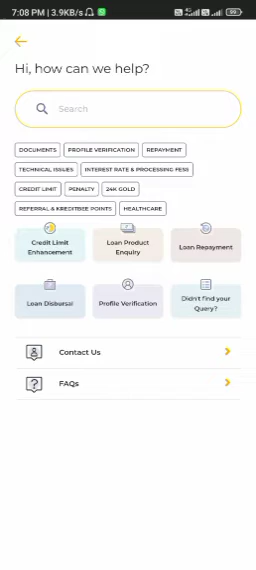 7:08 PM | 3.9KB/s
Hi, how can we help?
Search
DOCUMENTS PROFILE VERIFICATION REPAYMENT
TECHNICAL ISSUES INTEREST RATE & PROCESSING FEES
CREDIT LIMIT PENALTY 24K GOLD
REFERRAL & KREDITBEE POINTS HEALTHCARE
Credit Limit
Enhancement
Loan Product
Enquiry
Loan Repayment
Loan Disbursal
Profile Verification
Didn't find your
Query?
Contact Us
FAQs